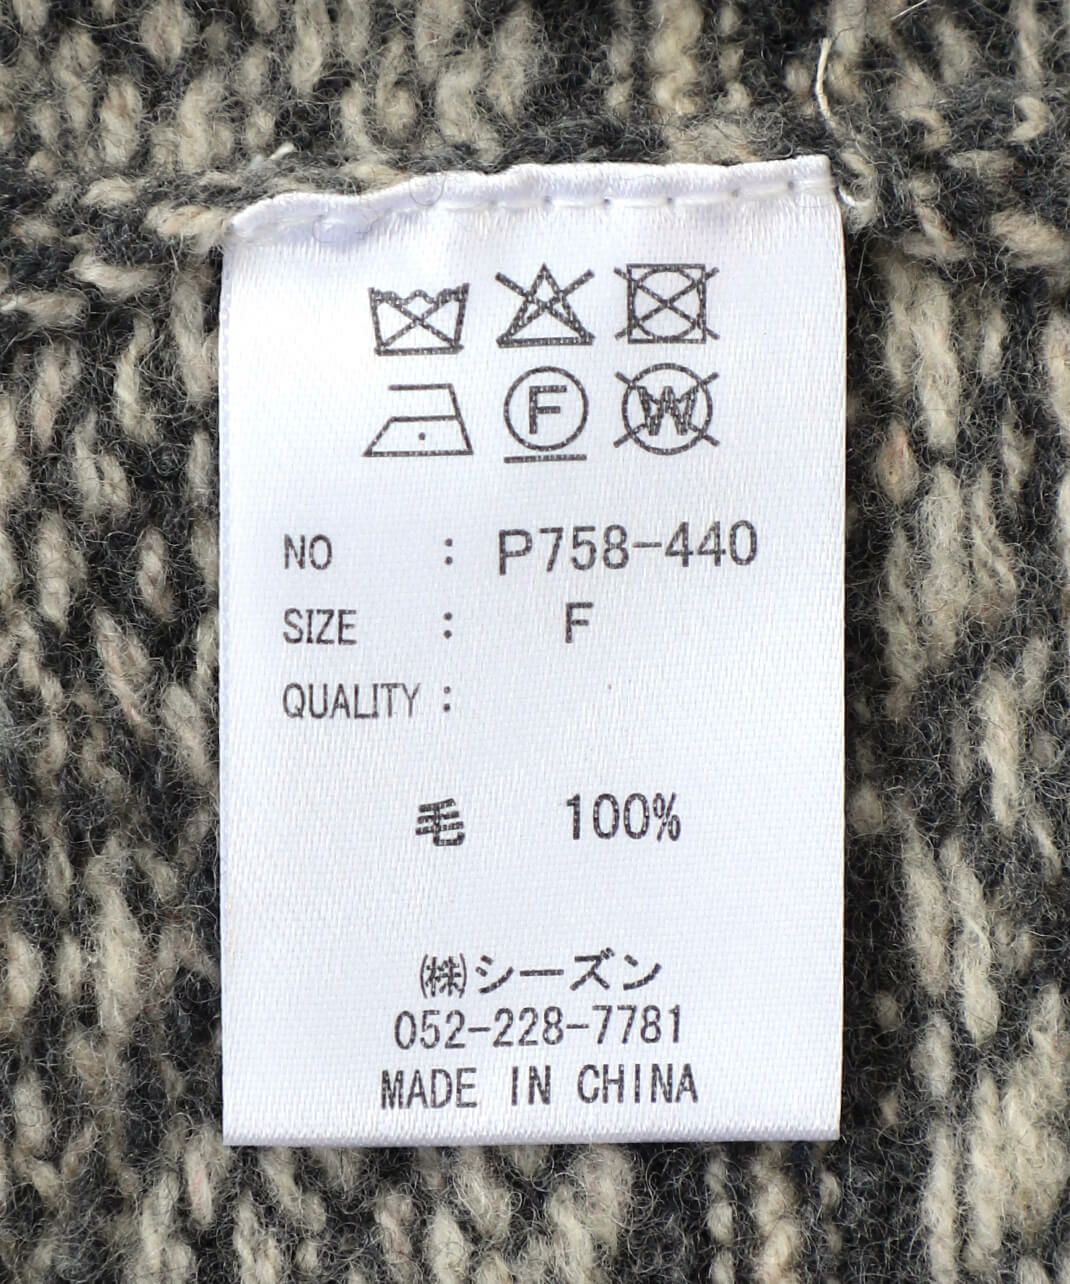 F W
NO : P758-440
SIZE : F
QUALITY :
毛 100%
㈱シーズン
052-228-7781
MADE IN CHINA